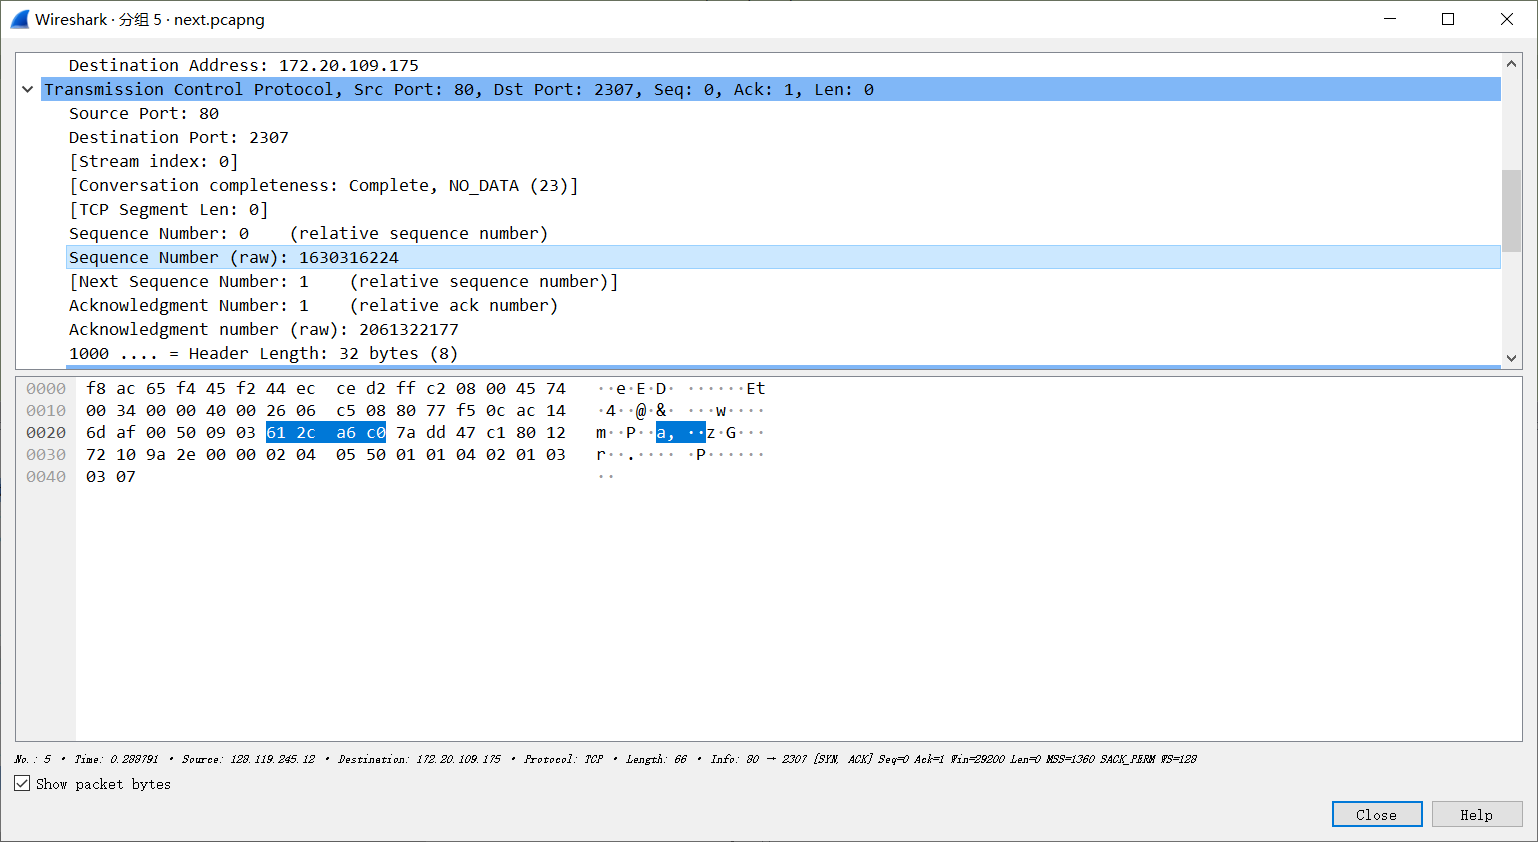 Wireshark · 分组 5 · next.pcapng
Destination Address: 172.20.109.175
Transmission Control Protocol, Src Port: 80, Dst Port: 2307, Seq: 0, Ack: 1, Len: 0
Source Port: 80
Destination Port: 2307
[Stream index: 0]
[Conversation completeness: Complete, NO_DATA (23)]
[TCP Segment Len: 0]
Sequence Number: 0    (relative sequence number)
Sequence Number (raw): 1630316224
[Next Sequence Number: 1    (relative sequence number)]
Acknowledgment Number: 1    (relative ack number)
Acknowledgment number (raw): 2061322177
1000 .... = Header Length: 32 bytes (8)
0000 f8 ac 65 f4 45 f2 44 ec ce d2 ff c2 08 00 45 74 ··e·E·D· ······Et
0010 00 34 00 00 40 00 26 06 c5 08 80 77 f5 0c ac 14 ·4··@·&· ···w····
0020 6d af 00 50 09 03 61 2c a6 c0 7a dd 47 c1 80 12 m··P··a, ··z·G···
0030 72 10 9a 2e 00 00 02 04 05 50 01 01 04 02 01 03 r··.···· ·P······
0040 03 07 ··
No.: 5 · Time: 0.288791 · Source: 128.119.245.12 · Destination: 172.20.109.175 · Protocol: TCP · Length: 66 · Info: 80 → 2307 [SYN, ACK] Seq=0 Ack=1 Win=29200 Len=0 MSS=1360 SACK_PERM WS=128
Show packet bytes
Close
Help